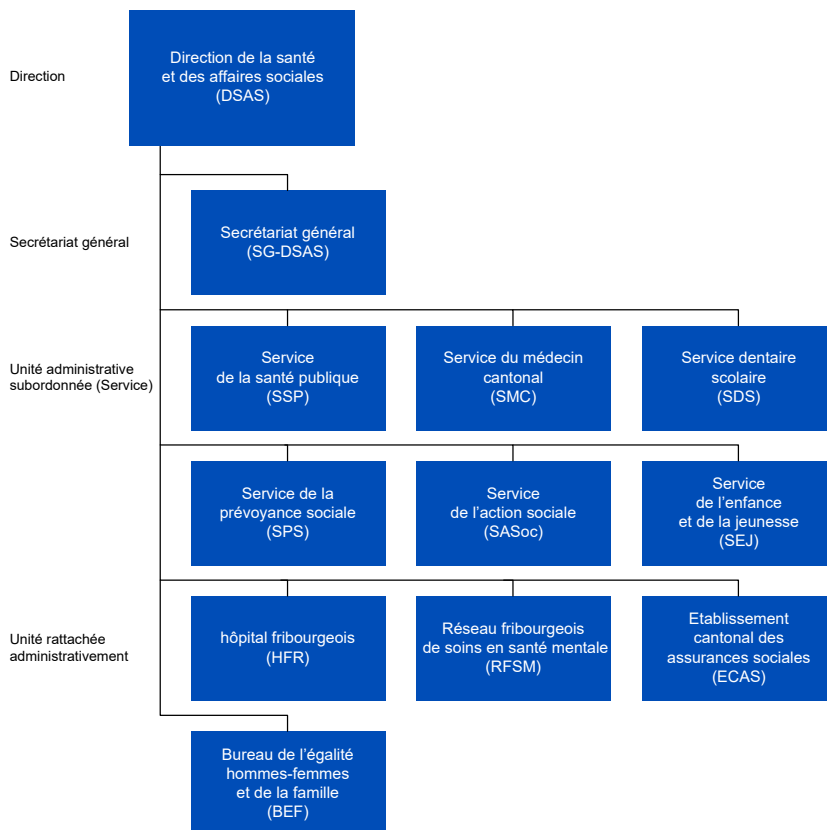 Direction
Direction de la santé
et des affaires sociales
(DSAS)
Secrétariat général
Secrétariat général
(SG-DSAS)
Unité administrative
subordonnée (Service)
Service
de la santé publique
(SSP)
Service du médecin
cantonal
(SMC)
Service dentaire
scolaire
(SDS)
Service de la
prévoyance sociale
(SPS)
Service
de l'action sociale
(SASoc)
Service
de l'enfance
et de la jeunesse
(SEJ)
Unité rattachée
administrativement
hôpital fribourgeois
(HFR)
Réseau fribourgeois
de soins en santé mentale
(RFSM)
Etablissement
cantonal des
assurances sociales
(ECAS)
Bureau de l'égalité
hommes-femmes
et de la famille
(BEF)